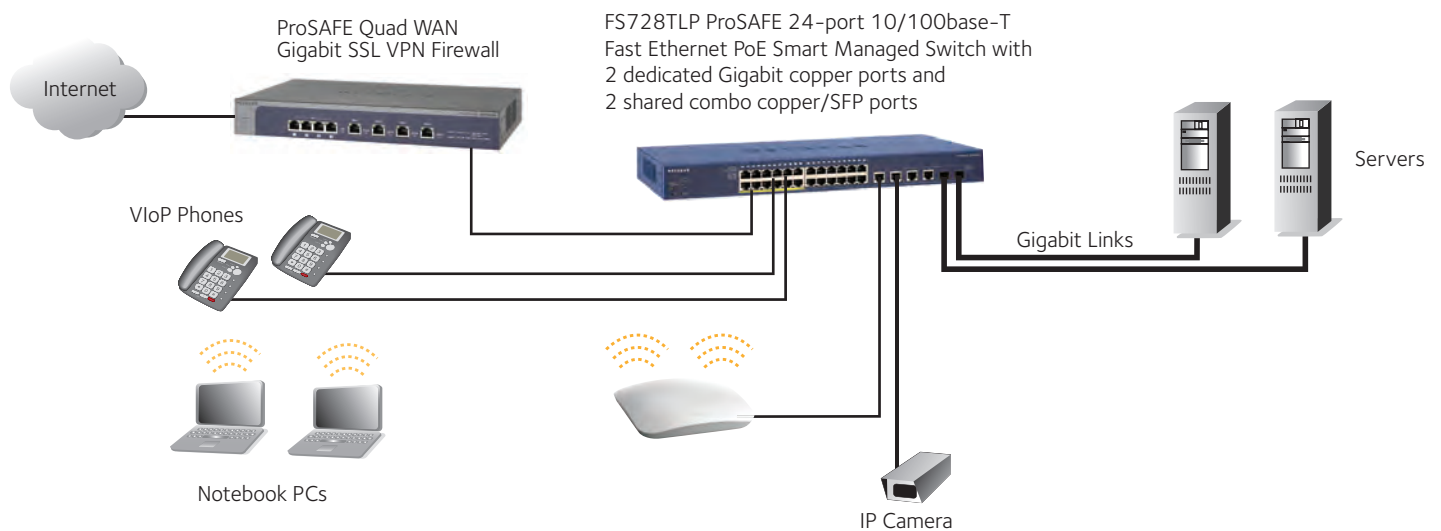 ProSAFE Quad WAN
Gigabit SSL VPN Firewall
FS728TLP ProSAFE 24-port 10/100base-T
Fast Ethernet PoE Smart Managed Switch with
2 dedicated Gigabit copper ports and
2 shared combo copper/SFP ports
Internet
NETGEAR
Servers
VIoP Phones
Gigabit Links
Notebook PCs
IP Camera